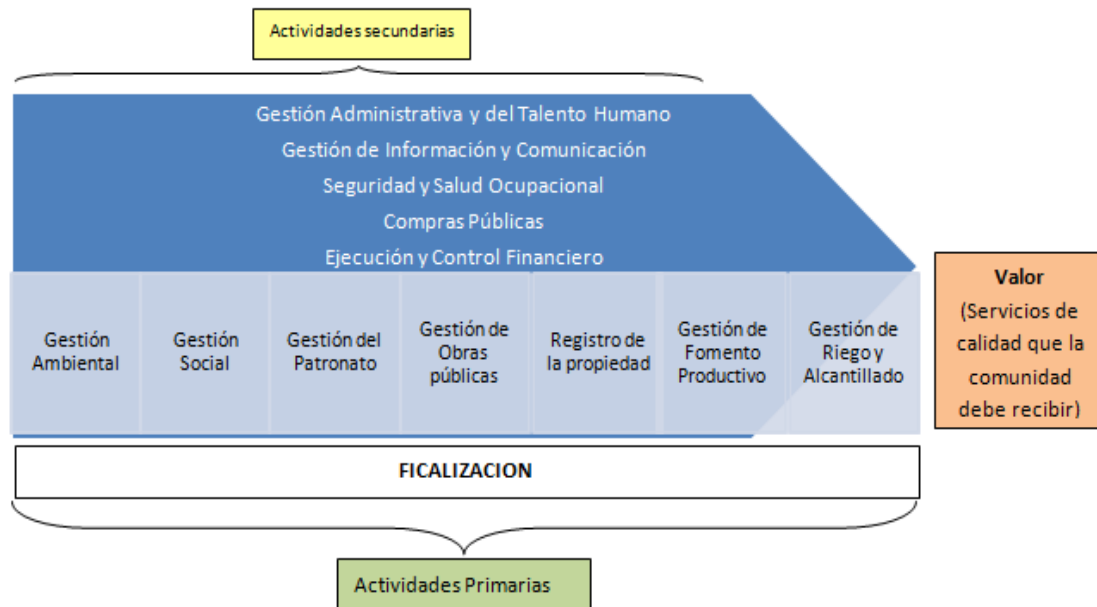 Actividades secundarias
Gestión Administrativa y del Talento Humano
Gestión de Información y Comunicación
Seguridad y Salud Ocupacional
Compras Públicas
Ejecución y Control Financiero
Gestión
Ambiental
Gestión
Social
Gestión del
Patronato
Gestión de
Obras
públicas
Registro de
la propiedad
Gestión de
Fomento
Productivo
Gestión de
Riego y
Alcantillado
Valor
(Servicios de
calidad que la
comunidad
debe recibir)
FICALIZACION
Actividades Primarias